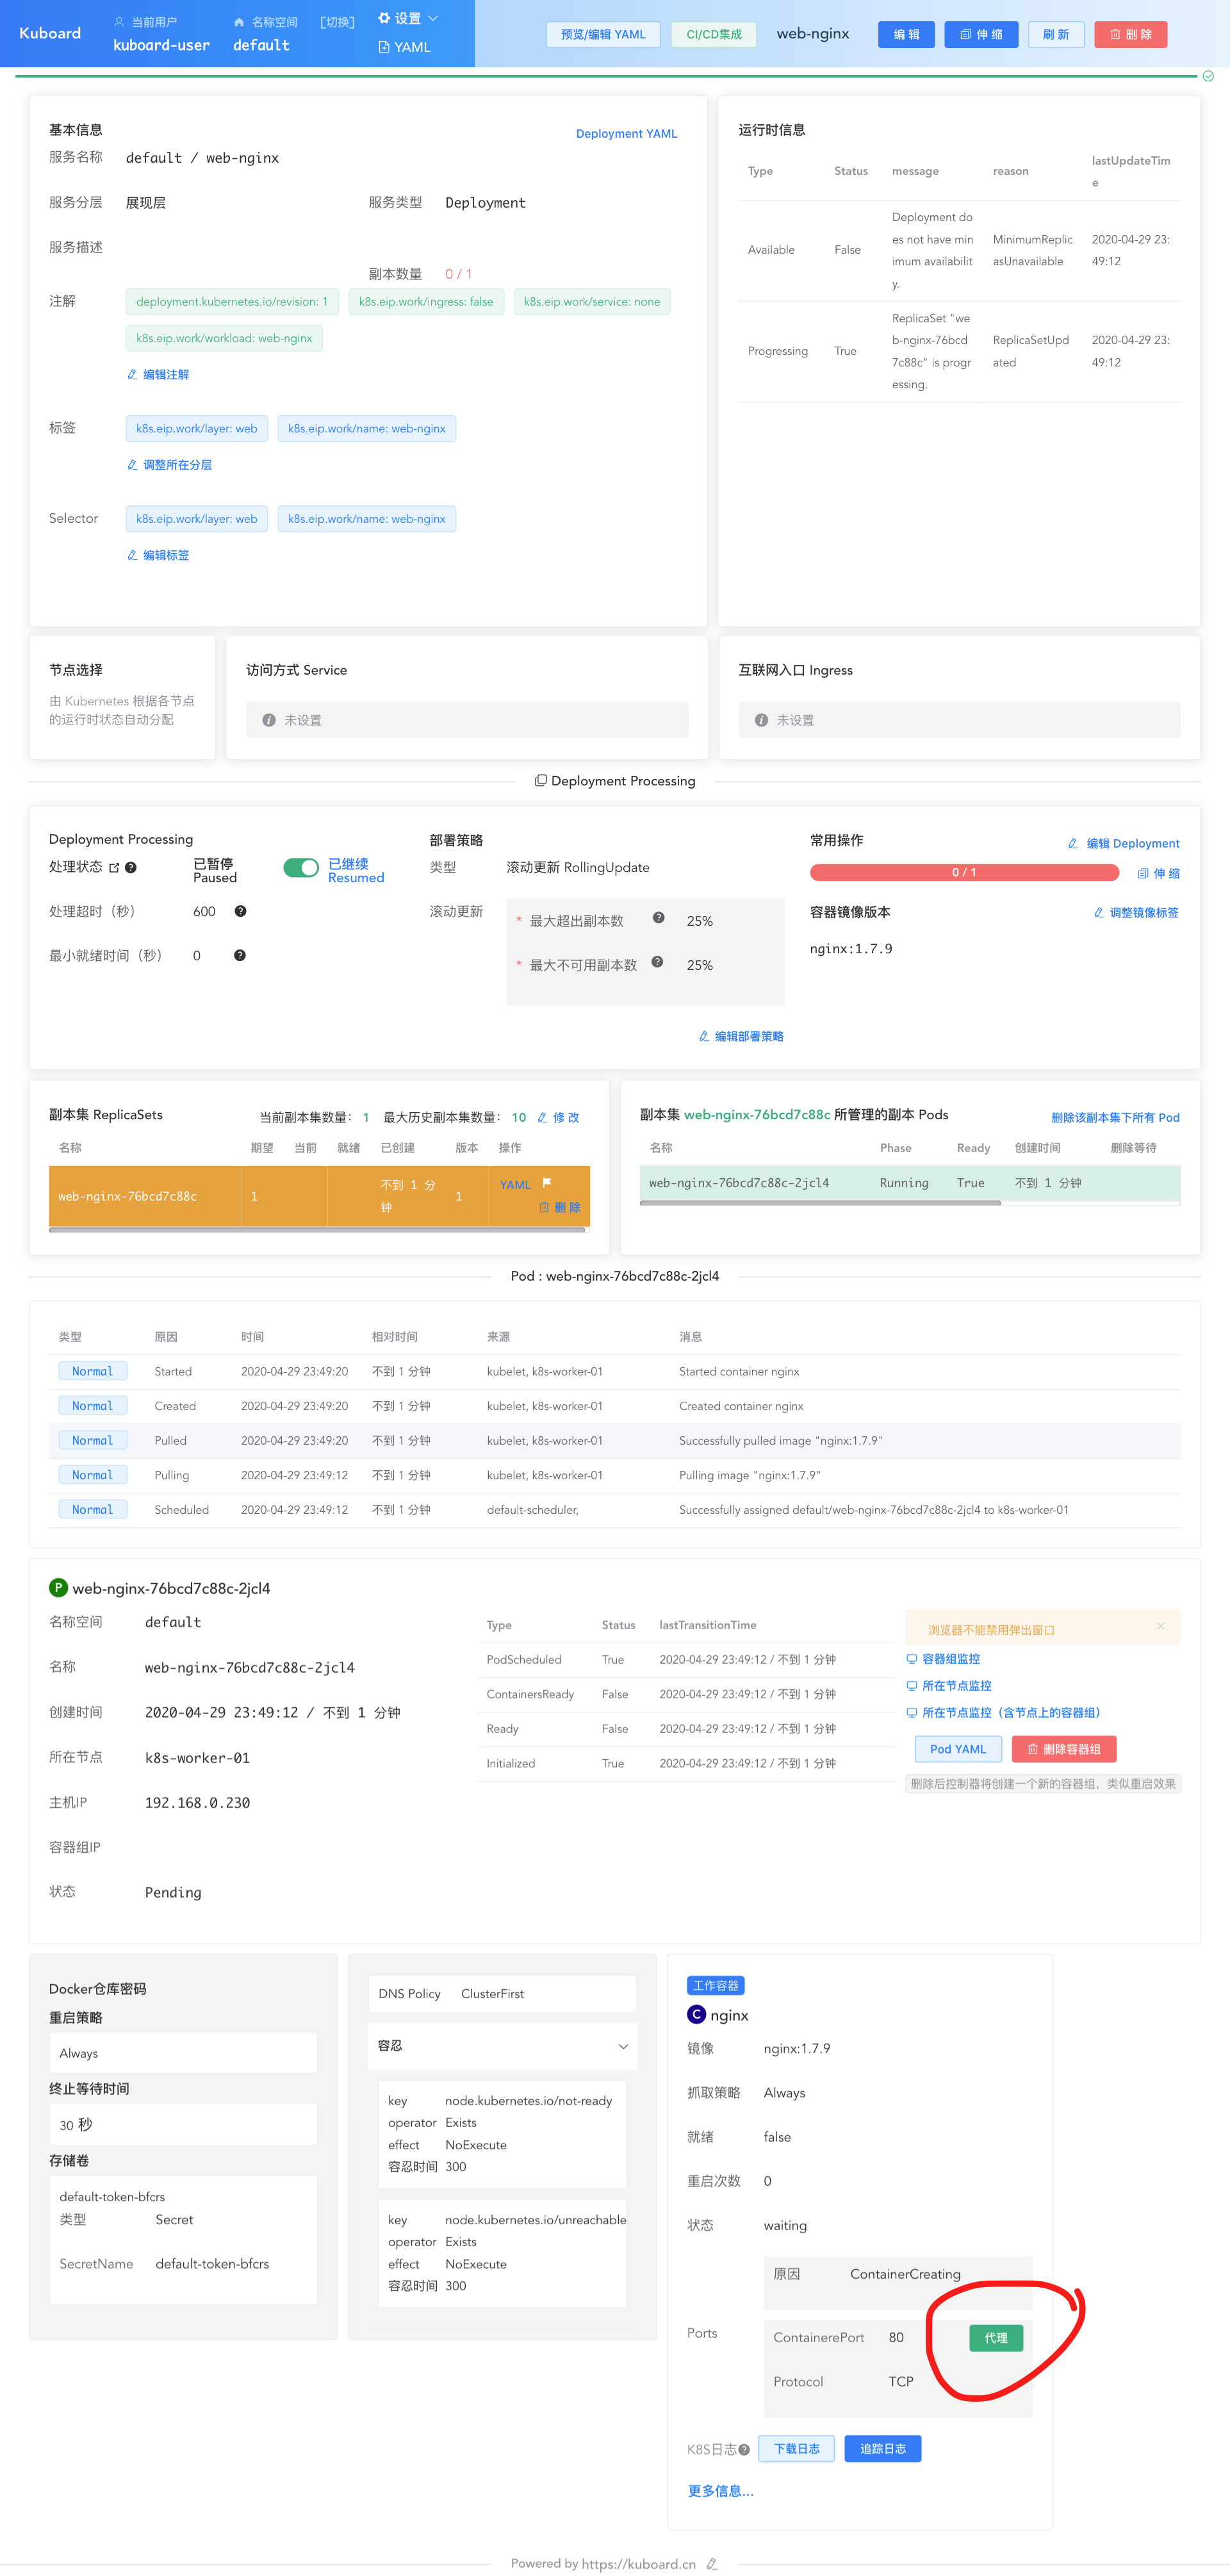 Kuboard
当前用户
名称空间
[切换]
设置
kuboard-user
default
YAML
预览/编辑 YAML
CI/CD集成
web-nginx
编 辑
伸 缩
刷 新
删 除
基本信息
Deployment YAML
服务名称 default / web-nginx
服务分层 展现层 服务类型 Deployment
服务描述
副本数量 0 / 1
注解 deployment.kubernetes.io/revision: 1 k8s.eip.work/ingress: false k8s.eip.work/service: none
k8s.eip.work/workload: web-nginx
编辑注解
标签 k8s.eip.work/layer: web k8s.eip.work/name: web-nginx
调整所在分层
Selector k8s.eip.work/layer: web k8s.eip.work/name: web-nginx
编辑标签
运行时信息
Type Status message reason lastUpdateTim
e
Available False Deployment do
es not have min
imum availabilit
y.
MinimumReplic
asUnavailable
2020-04-29 23:
49:12
Progressing True ReplicaSet "we
b-nginx-76bcd
7c88c" is progr
essing.
ReplicaSetUpd
ated
2020-04-29 23:
49:12
节点选择
由 Kubernetes 根据各节点
的运行时状态自动分配
访问方式 Service
未设置
互联网入口 Ingress
未设置
Deployment Processing
Deployment Processing
处理状态 已暂停
Paused
已继续
Resumed
处理超时（秒） 600
最小就绪时间（秒） 0
部署策略
类型 滚动更新 RollingUpdate
滚动更新 * 最大超出副本数 25%
* 最大不可用副本数 25%
编辑部署策略
常用操作 编辑 Deployment
0 / 1 伸 缩
容器镜像版本 调整镜像标签
nginx:1.7.9
副本集 ReplicaSets 当前副本集数量： 1 最大历史副本集数量： 10 修 改
名称 期望 当前 就绪 已创建 版本 操作
web-nginx-76bcd7c88c 1 不到 1 分
钟
1 YAML
删 除
副本集 web-nginx-76bcd7c88c 所管理的副本 Pods 删除该副本集下所有 Pod
名称 Phase Ready 创建时间 删除等待
web-nginx-76bcd7c88c-2jcl4 Running True 不到 1 分钟
Pod : web-nginx-76bcd7c88c-2jcl4
类型 原因 时间 相对时间 来源 消息
Normal Started 2020-04-29 23:49:20 不到 1 分钟 kubelet, k8s-worker-01 Started container nginx
Normal Created 2020-04-29 23:49:20 不到 1 分钟 kubelet, k8s-worker-01 Created container nginx
Normal Pulled 2020-04-29 23:49:20 不到 1 分钟 kubelet, k8s-worker-01 Successfully pulled image "nginx:1.7.9"
Normal Pulling 2020-04-29 23:49:12 不到 1 分钟 kubelet, k8s-worker-01 Pulling image "nginx:1.7.9"
Normal Scheduled 2020-04-29 23:49:12 不到 1 分钟 default-scheduler, Successfully assigned default/web-nginx-76bcd7c88c-2jcl4 to k8s-worker-01
P web-nginx-76bcd7c88c-2jcl4
名称空间 default
名称 web-nginx-76bcd7c88c-2jcl4
创建时间 2020-04-29 23:49:12 / 不到 1 分钟
所在节点 k8s-worker-01
主机IP 192.168.0.230
容器组IP
状态 Pending
Type Status lastTransitionTime
PodScheduled True 2020-04-29 23:49:12 / 不到 1 分钟
ContainersReady False 2020-04-29 23:49:12 / 不到 1 分钟
Ready False 2020-04-29 23:49:12 / 不到 1 分钟
Initialized True 2020-04-29 23:49:12 / 不到 1 分钟
浏览器不能禁用弹出窗口
容器组监控
所在节点监控
所在节点监控（含节点上的容器组）
Pod YAML 删除容器组
删除后控制器将创建一个新的容器组，类似重启效果
Docker仓库密码
重启策略
Always
终止等待时间
30 秒
存储卷
default-token-bfcrs
类型 Secret
SecretName default-token-bfcrs
DNS Policy ClusterFirst
容忍
key node.kubernetes.io/not-ready
operator Exists
effect NoExecute
容忍时间 300
key node.kubernetes.io/unreachable
operator Exists
effect NoExecute
容忍时间 300
工作容器
C nginx
镜像 nginx:1.7.9
抓取策略 Always
就绪 false
重启次数 0
状态 waiting
原因 ContainerCreating
Ports ContainerePort 80 代理
Protocol TCP
K8S日志 下载日志 追踪日志
更多信息...
Powered by https://kuboard.cn